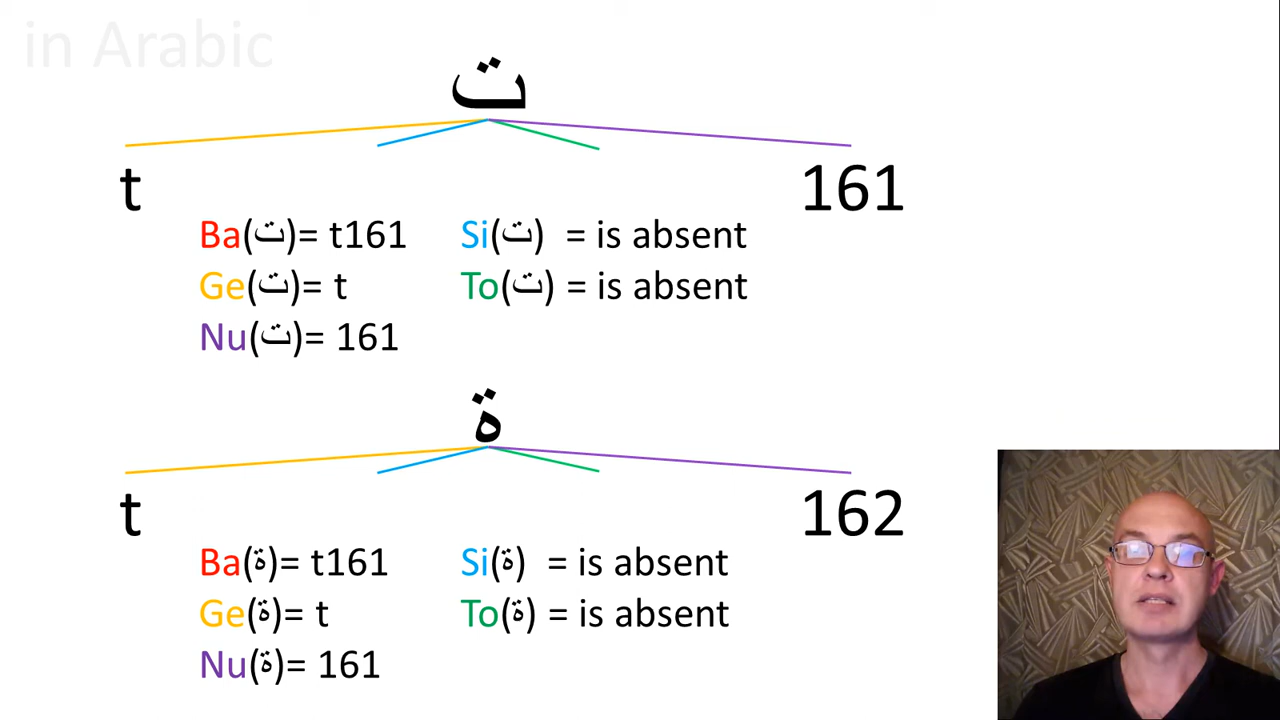 in Arabic
ت
t 161
Ba(ت)= t161 Si(ت) = is absent
Ge(ت)= t To(ت) = is absent
Nu(ت)= 161
ة
t 162
Ba(ة)= t161 Si(ة) = is absent
Ge(ة)= t To(ة) = is absent
Nu(ة)= 161